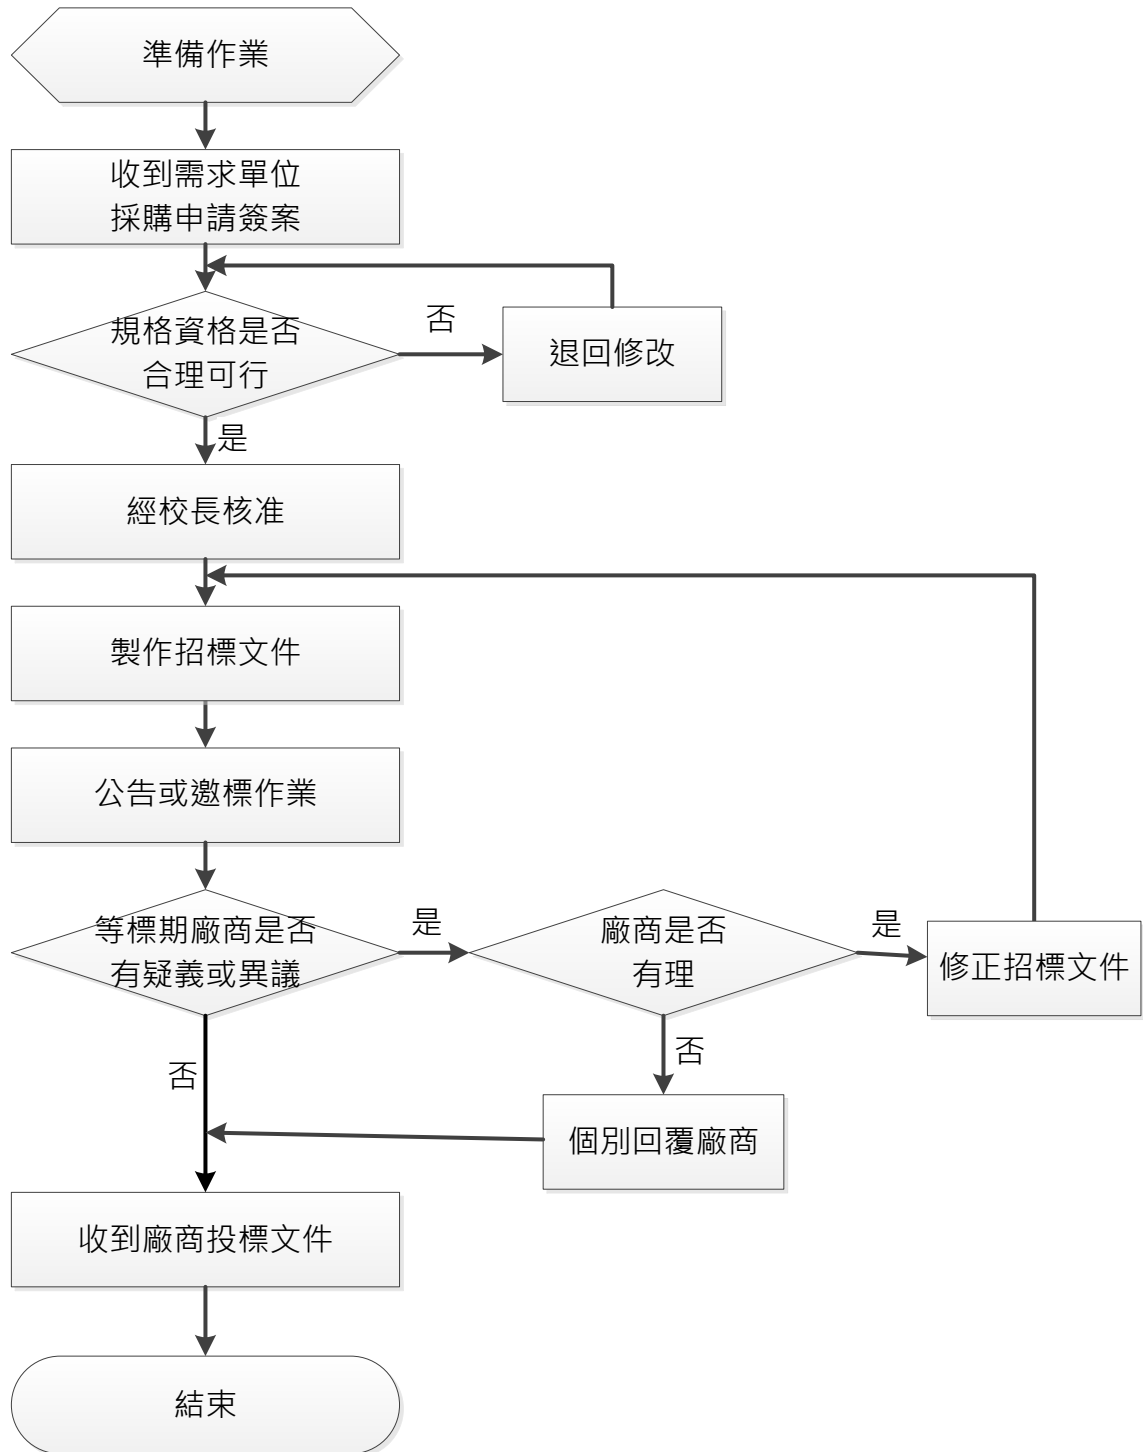 準備作業
收到需求單位
採購申請簽案
規格資格是否
合理可行
否
退回修改
是
經校長核准
製作招標文件
公告或邀標作業
等標期廠商是否
有疑義或異議
是
廠商是否
有理
是
修正招標文件
否
否
個別回覆廠商
收到廠商投標文件
結束